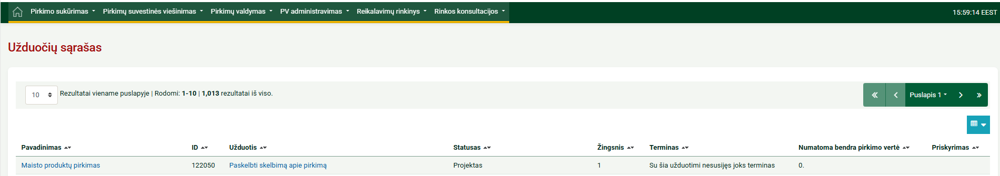 Pirkimo sukūrimas Pirkimų suvestinės viešinimas Pirkimų valdymas PV administravimas Reikalavimų rinkinys Rinkos konsultacijos 15:59:14 EEST
Užduočių sąrašas
10 Rezultatai viename puslapyje | Rodomi: 1-10 | 1,013 rezultatai iš viso. Puslapis 1
Pavadinimas ID Užduotis Statusas Žingsnis Terminas Numatoma bendra pirkimo vertė Priskyrimas
Maisto produktų pirkimas 122050 Paskelbti skelbimą apie pirkimą Projektas 1 Su šia užduotimi nesusijęs joks terminas 0.